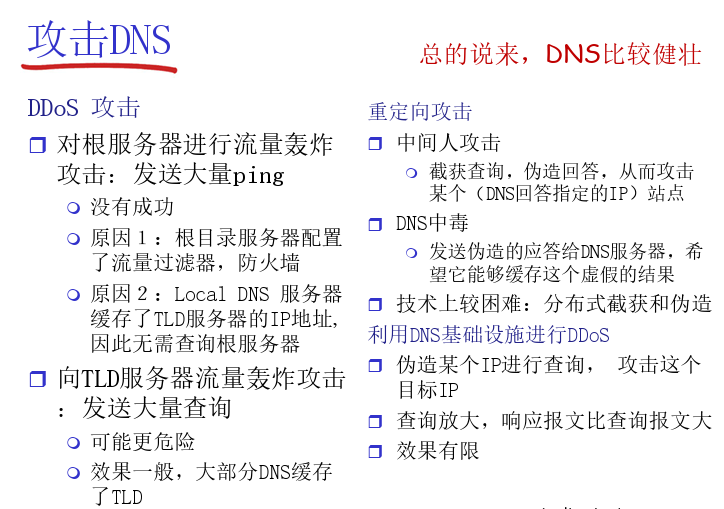 攻击DNS
总的说来，DNS比较健壮
DDoS 攻击
对根服务器进行流量轰炸
攻击：发送大量ping
没有成功
原因１：根目录服务器配置
了流量过滤器，防火墙
原因２：Local DNS 服务器
缓存了TLD服务器的IP地址,
因此无需查询根服务器
向TLD服务器流量轰炸攻击
：发送大量查询
可能更危险
效果一般，大部分DNS缓存
了TLD
重定向攻击
中间人攻击
截获查询，伪造回答，从而攻击
某个（DNS回答指定的IP）站点
DNS中毒
发送伪造的应答给DNS服务器，希
望它能够缓存这个虚假的结果
技术上较困难：分布式截获和伪造
利用DNS基础设施进行DDoS
伪造某个IP进行查询， 攻击这个
目标IP
查询放大，响应报文比查询报文大
效果有限